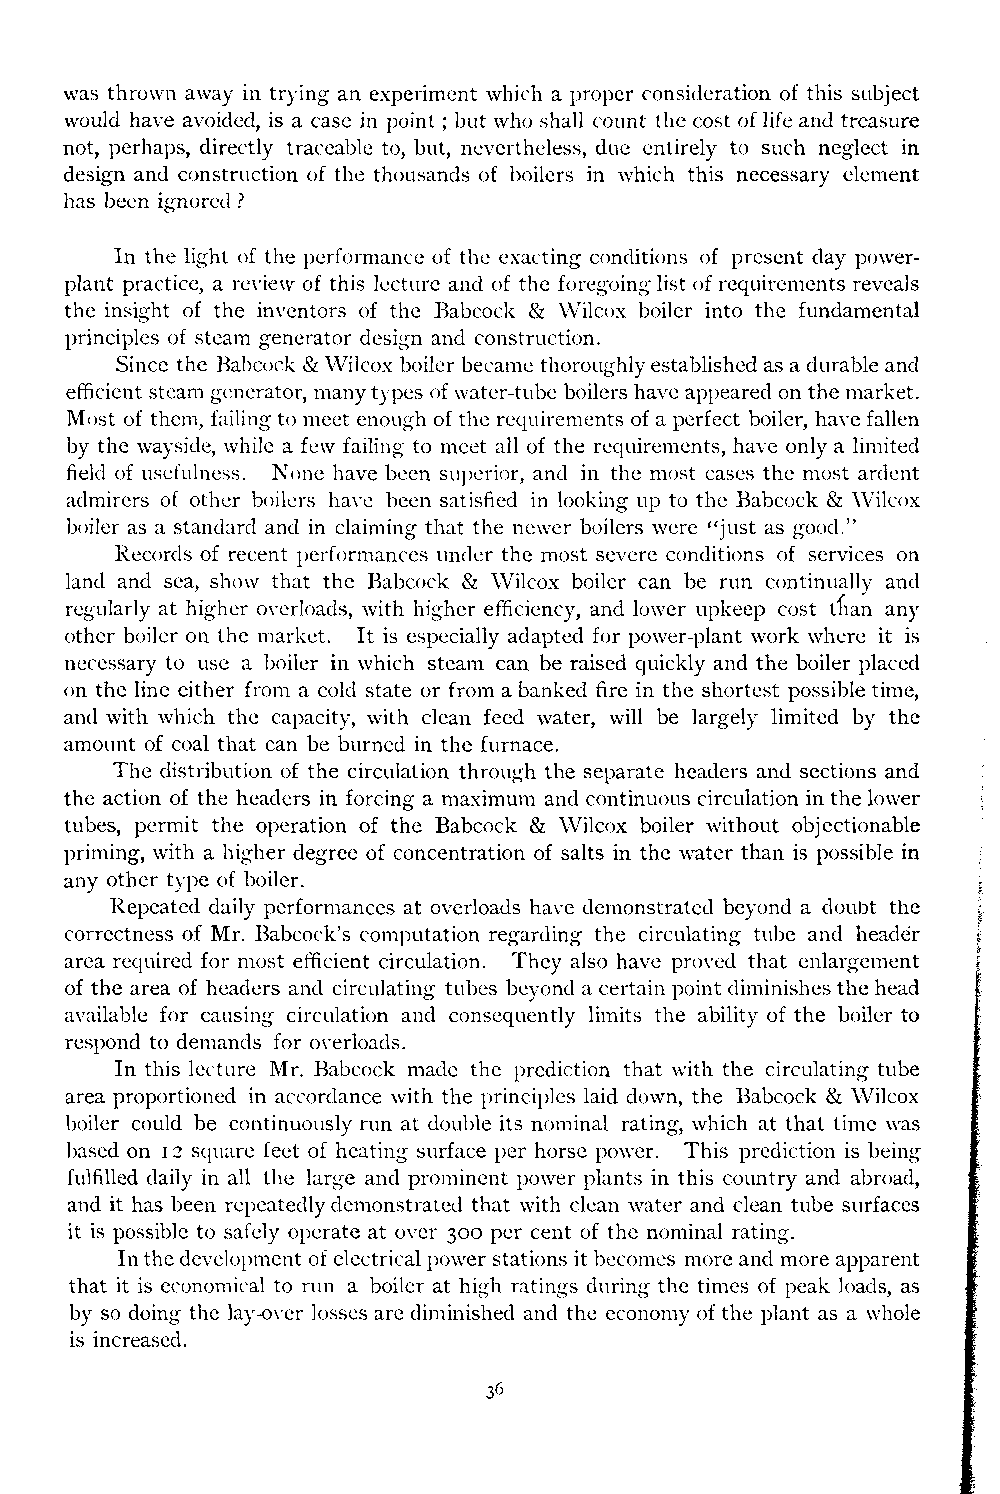 was thrown away in trying an experiment which a proper consideration of this subject
would have avoided, is a case in point ; but who shall count the cost of life and treasure
not, perhaps, directly traceable to, but, nevertheless, due entirely to such neglect in
design and construction of the thousands of boilers in which this necessary element
has been ignored ?
In the light of the performance of the exacting conditions of present day power-
plant practice, a review of this lecture and of the foregoing list of requirements reveals
the insight of the inventors of the Babcock & Wilcox boiler into the fundamental
principles of steam generator design and construction.
Since the Babcock & Wilcox boiler became thoroughly established as a durable and
efficient steam generator, many types of water-tube boilers have appeared on the market.
Most of them, failing to meet enough of the requirements of a perfect boiler, have fallen
by the wayside, while a few failing to meet all of the requirements, have only a limited
field of usefulness. None have been superior, and in the most cases the most ardent
admirers of other boilers have been satisfied in looking up to the Babcock & Wilcox
boiler as a standard and in claiming that the newer boilers were "just as good."
Records of recent performances under the most severe conditions of services on
land and sea, show that the Babcock & Wilcox boiler can be run continually and
regularly at higher overloads, with higher efficiency, and lower upkeep cost than any
other boiler on the market. It is especially adapted for power-plant work where it is
necessary to use a boiler in which steam can be raised quickly and the boiler placed
on the line either from a cold state or from a banked fire in the shortest possible time,
and with which the capacity, with clean feed water, will be largely limited by the
amount of coal that can be burned in the furnace.
The distribution of the circulation through the separate headers and sections and
the action of the headers in forcing a maximum and continuous circulation in the lower
tubes, permit the operation of the Babcock & Wilcox boiler without objectionable
priming, with a higher degree of concentration of salts in the water than is possible in
any other type of boiler.
Repeated daily performances at overloads have demonstrated beyond a doubt the
correctness of Mr. Babcock's computation regarding the circulating tube and header
area required for most efficient circulation. They also have proved that enlargement
of the area of headers and circulating tubes beyond a certain point diminishes the head
available for causing circulation and consequently limits the ability of the boiler to
respond to demands for overloads.
In this lecture Mr. Babcock made the prediction that with the circulating tube
area proportioned in accordance with the principles laid down, the Babcock & Wilcox
boiler could be continuously run at double its nominal rating, which at that time was
based on 12 square feet of heating surface per horse power. This prediction is being
fulfilled daily in all the large and prominent power plants in this country and abroad,
and it has been repeatedly demonstrated that with clean water and clean tube surfaces
it is possible to safely operate at over 300 per cent of the nominal rating.
In the development of electrical power stations it becomes more and more apparent
that it is economical to run a boiler at high ratings during the times of peak loads, as
by so doing the lay-over losses are diminished and the economy of the plant as a whole
is increased.
36